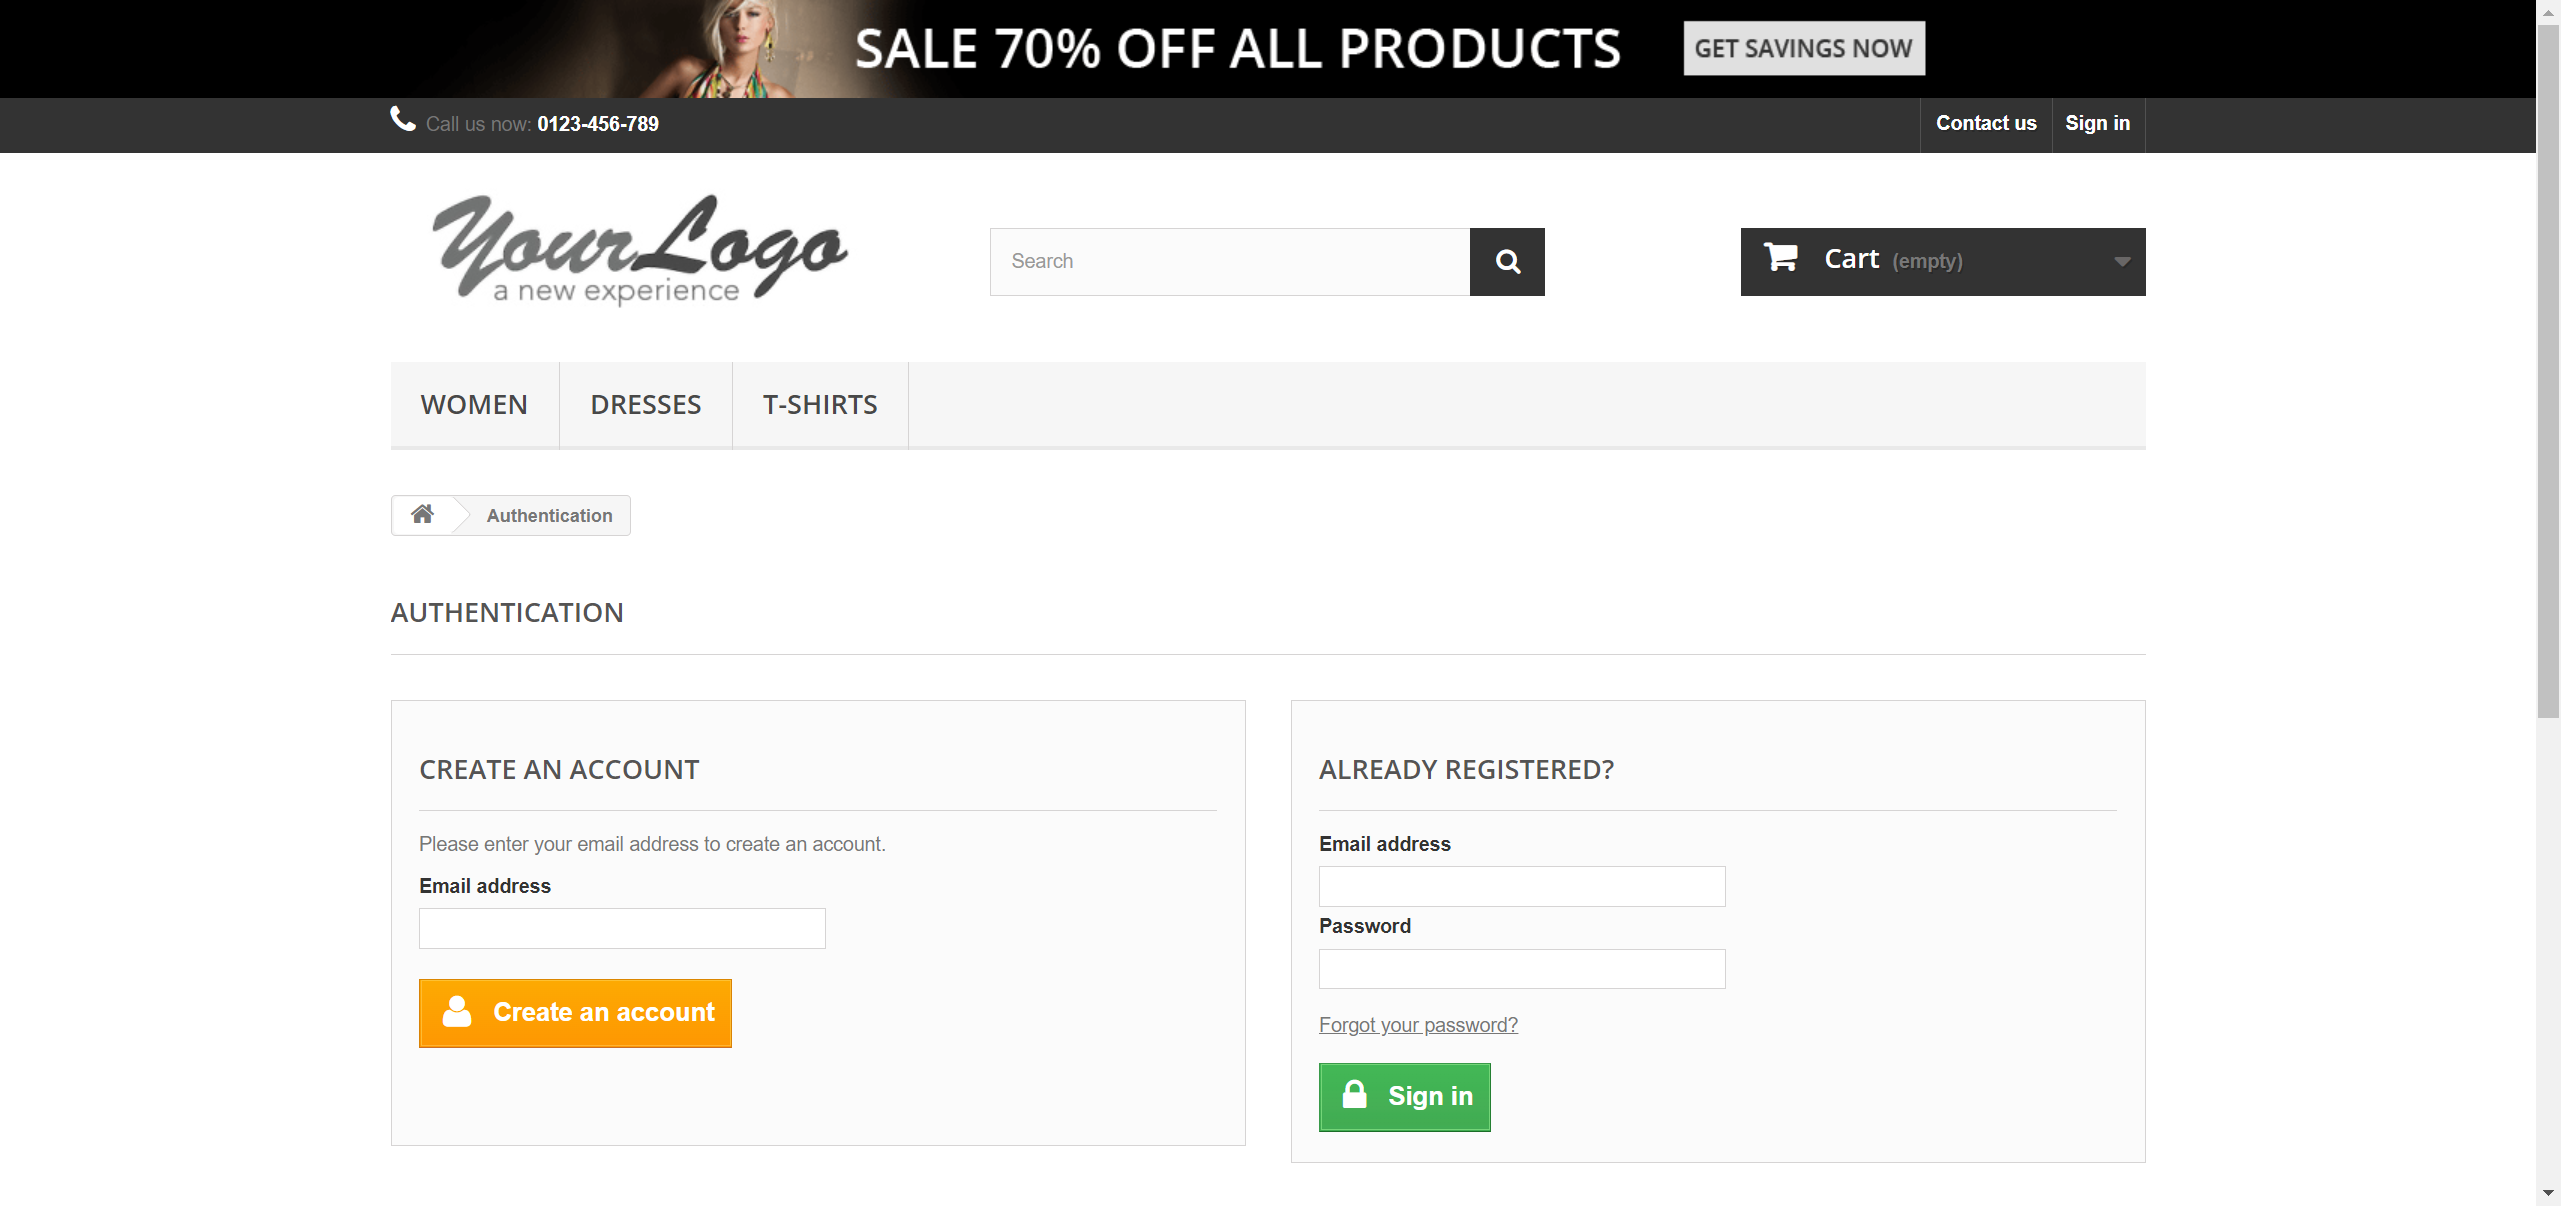 SALE 70% OFF ALL PRODUCTS GET SAVINGS NOW
Call us now: 0123-456-789 Contact us Sign in
YourLogo
a new experience
Search
Cart (empty)
WOMEN DRESSES T-SHIRTS
Authentication
AUTHENTICATION
CREATE AN ACCOUNT
Please enter your email address to create an account.
Email address
Create an account
ALREADY REGISTERED?
Email address
Password
Forgot your password?
Sign in